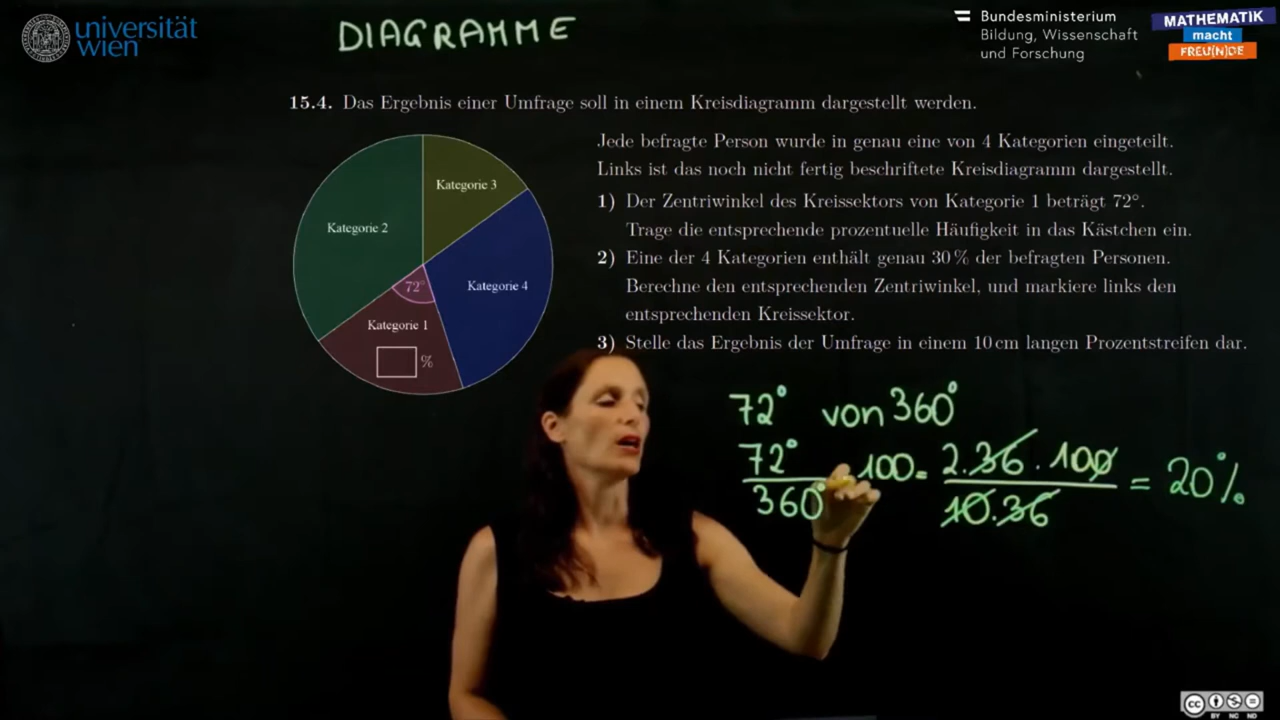 universität
wien
DIAGRAMME
Bundesministerium
Bildung, Wissenschaft
und Forschung
MATHEMATIK
macht
FREU(N)DE
15.4. Das Ergebnis einer Umfrage soll in einem Kreisdiagramm dargestellt werden.
Kategorie 3
Kategorie 2
Kategorie 4
72°
Kategorie 1
%
Jede befragte Person wurde in genau eine von 4 Kategorien eingeteilt.
Links ist das noch nicht fertig beschriftete Kreisdiagramm dargestellt.
1) Der Zentriwinkel des Kreissektors von Kategorie 1 beträgt 72°.
Trage die entsprechende prozentuelle Häufigkeit in das Kästchen ein.
2) Eine der 4 Kategorien enthält genau 30 % der befragten Personen.
Berechne den entsprechenden Zentriwinkel, und markiere links den
entsprechenden Kreissektor.
3) Stelle das Ergebnis der Umfrage in einem 10 cm langen Prozentstreifen dar.
72° von 360°
72° · 100 = 2.36.100 = 20%
360° 10.36
cc BY NC ND